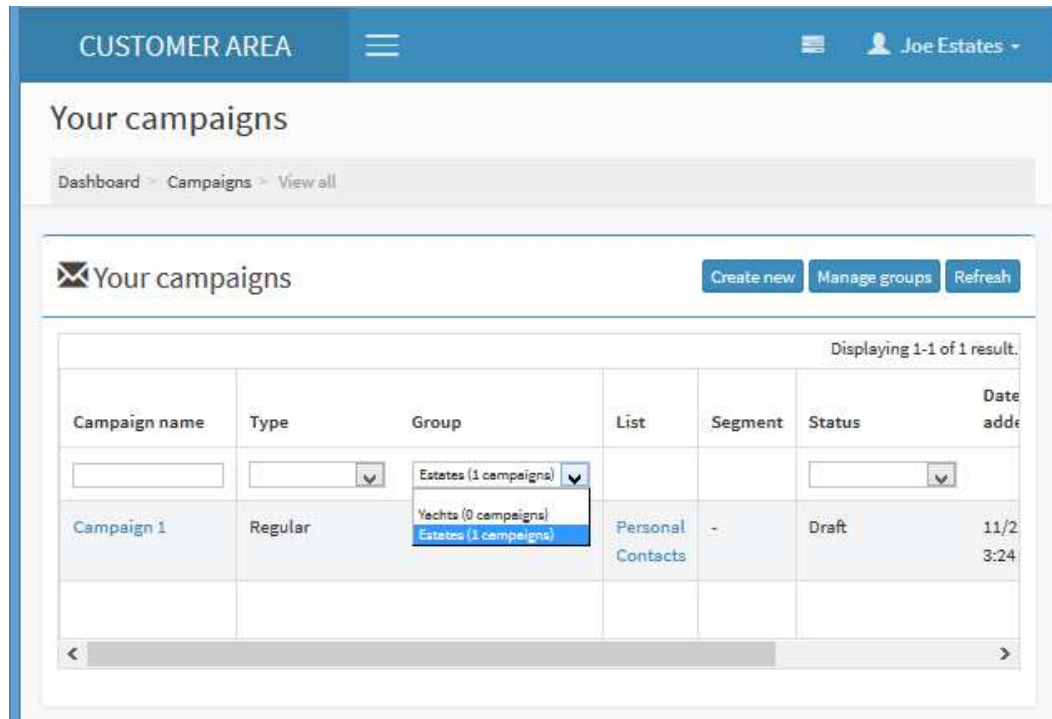 CUSTOMER AREA
Joe Estates
Your campaigns
Dashboard > Campaigns > View all
Your campaigns
Create new
Manage groups
Refresh
Displaying 1-1 of 1 result.
Campaign name
Type
Group
List
Segment
Status
Date
adde
Estates (1 campaigns)
Yachts (0 campaigns)
Estates (1 campaigns)
Campaign 1
Regular
Personal
Contacts
-
Draft
11/2
3:24